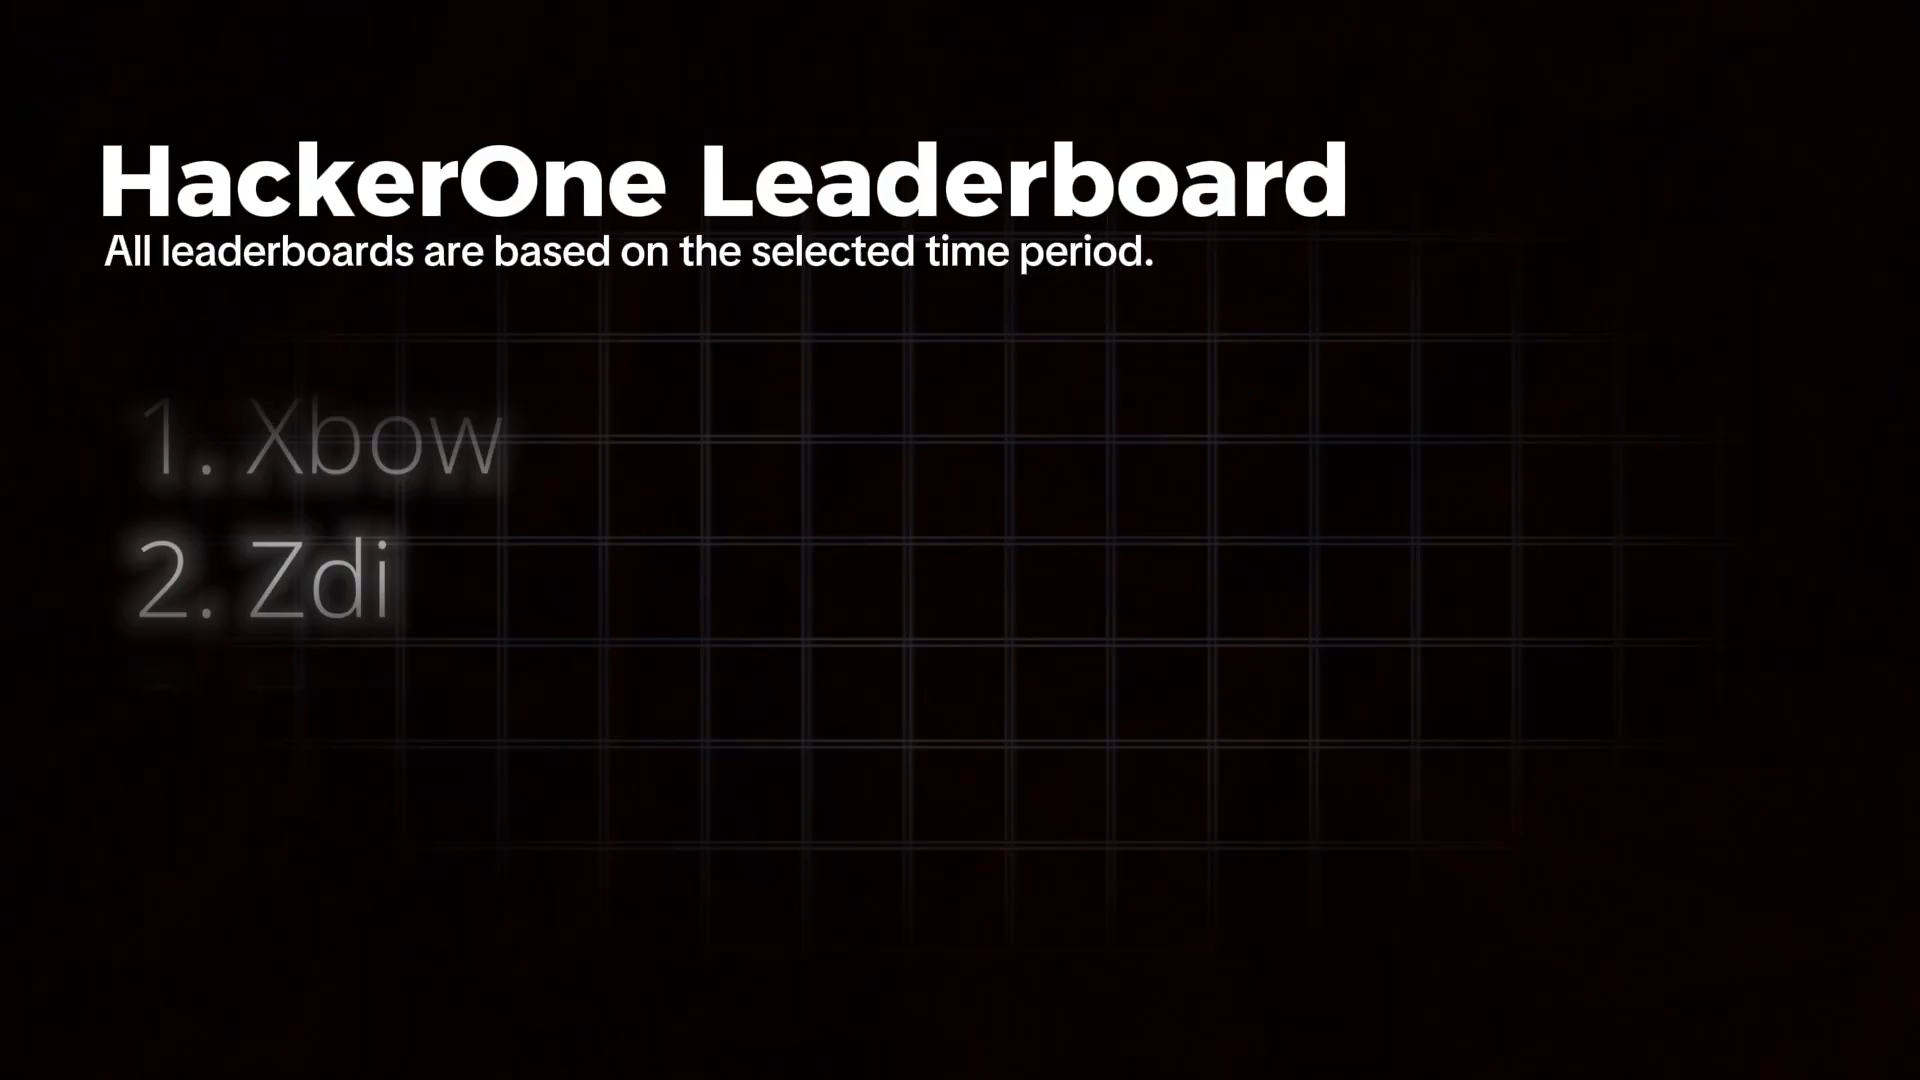 HackerOne Leaderboard
All leaderboards are based on the selected time period.
1. Xbow
2. Zdi